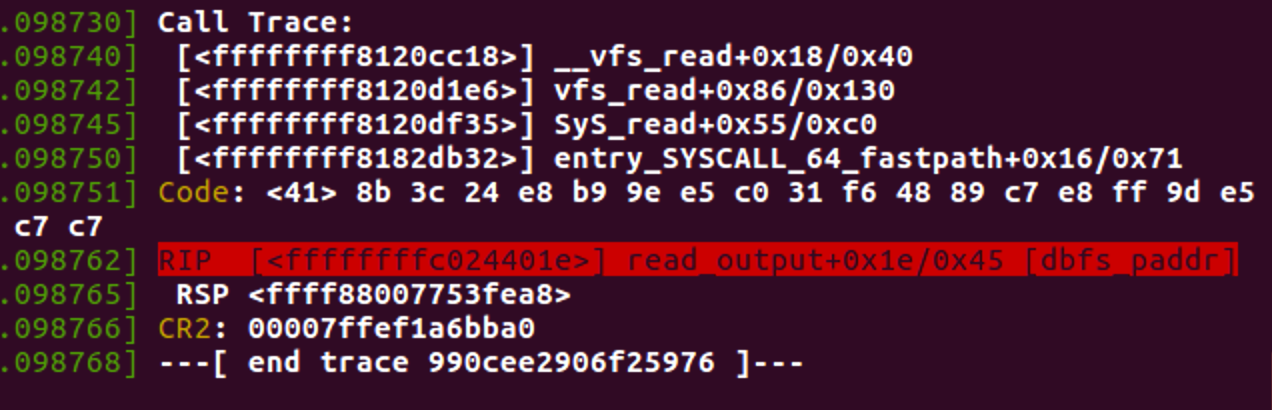 .098730] Call Trace:
.098740]  [<ffffffff8120cc18>] __vfs_read+0x18/0x40
.098742]  [<ffffffff8120d1e6>] vfs_read+0x86/0x130
.098745]  [<ffffffff8120df35>] SyS_read+0x55/0xc0
.098750]  [<ffffffff8182db32>] entry_SYSCALL_64_fastpath+0x16/0x71
.098751] Code: <41> 8b 3c 24 e8 b9 9e e5 c0 31 f6 48 89 c7 e8 ff 9d e5
 c7 c7
.098762] RIP  [<ffffffffc024401e>] read_output+0x1e/0x45 [dbfs_paddr]
.098765]  RSP <ffff88007753fea8>
.098766] CR2: 00007ffef1a6bba0
.098768] ---[ end trace 990cee2906f25976 ]---